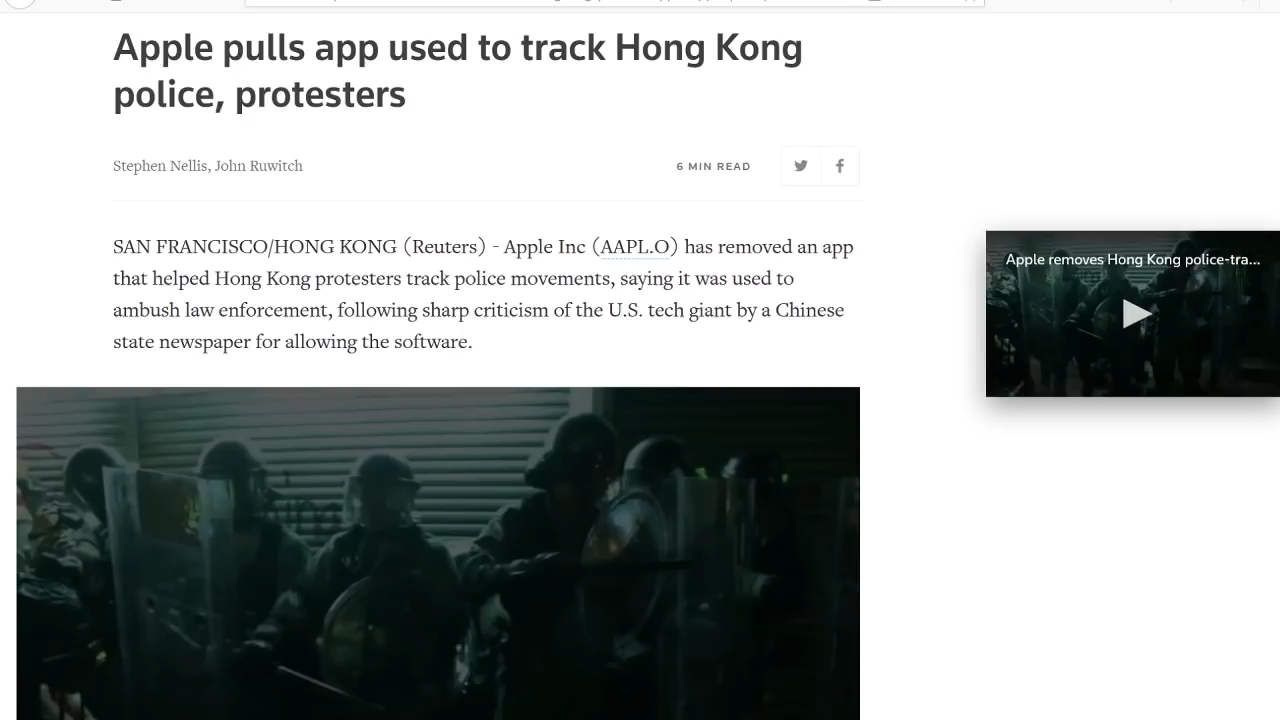 Apple pulls app used to track Hong Kong
police, protesters
Stephen Nellis, John Ruwitch
6 MIN READ
SAN FRANCISCO/HONG KONG (Reuters) - Apple Inc (AAPL.O) has removed an app
that helped Hong Kong protesters track police movements, saying it was used to
ambush law enforcement, following sharp criticism of the U.S. tech giant by a Chinese
state newspaper for allowing the software.
Apple removes Hong Kong police-tra...